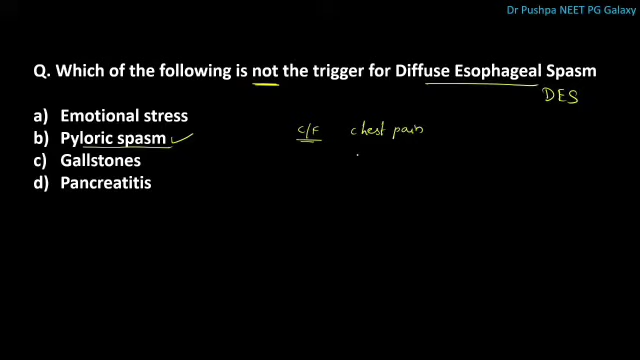 Dr Pushpa NEET PG Galaxy
Q. Which of the following is not the trigger for Diffuse Esophageal Spasm
DES
a) Emotional stress
b) Pyloric spasm ✓
c) Gallstones
d) Pancreatitis
C/F chest pain